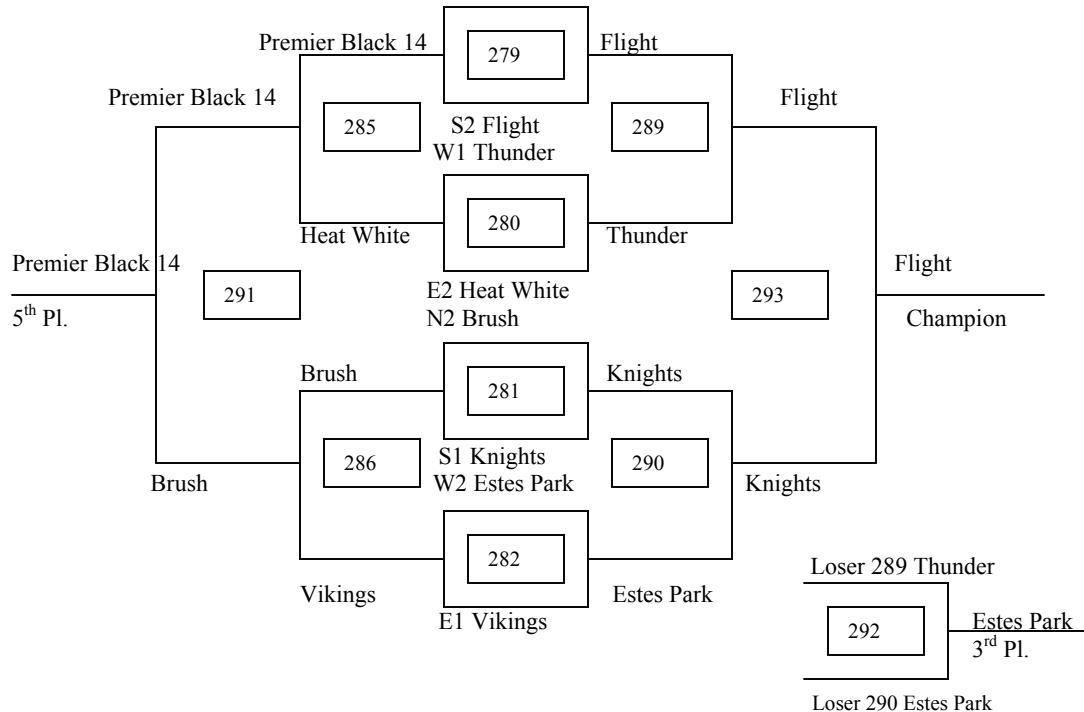 Premier Black 14
279
Flight
Premier Black 14
Flight
285
S2 Flight
W1 Thunder
289
Heat White
280
Thunder
Premier Black 14
5th Pl.
291
E2 Heat White
N2 Brush
293
Flight
Champion
Brush
281
Knights
286
S1 Knights
W2 Estes Park
290
Brush
Knights
282
Vikings
E1 Vikings
Estes Park
Loser 289 Thunder
292
Estes Park
3rd Pl.
Loser 290 Estes Park